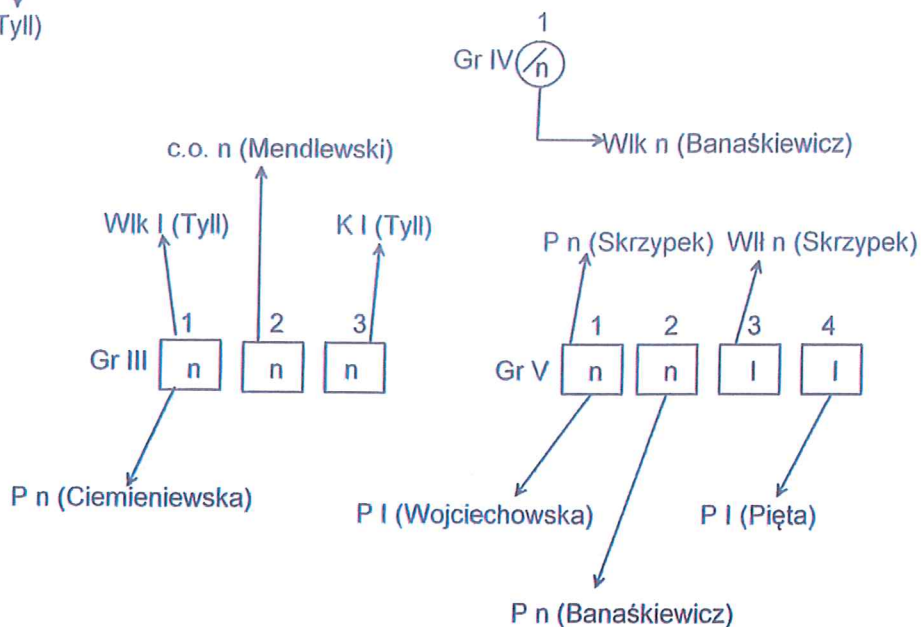 Tyll)
1
Gr IV n
Wlk n (Banaśkiewicz)
c.o. n (Mendlewski)
Wlk l (Tyll) K l (Tyll)
P n (Skrzypek) Wlł n (Skrzypek)
1 2 3
Gr III n n n
1 2 3 4
Gr V n n l l
P n (Ciemieniewska)
P l (Wojciechowska) P l (Pięta)
P n (Banaśkiewicz)